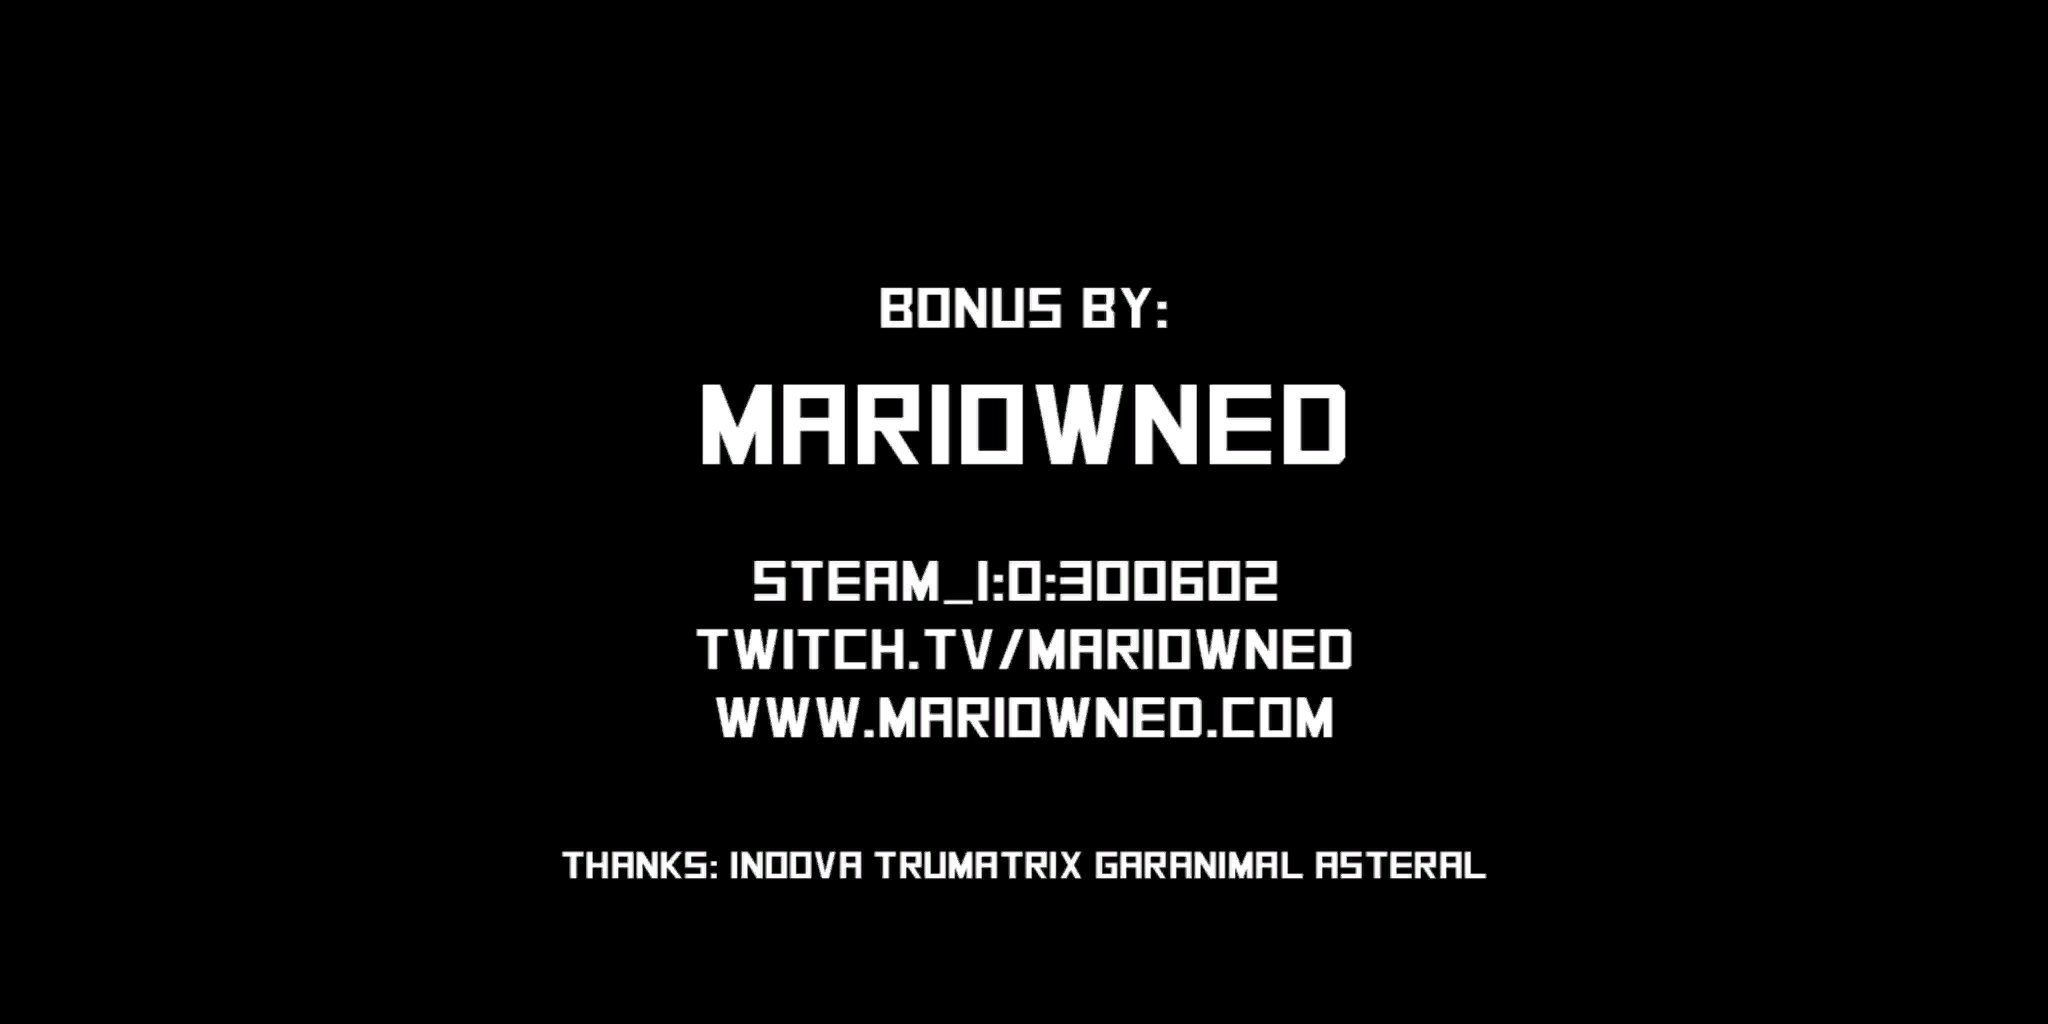 BONUS BY:
MARIOWNED
STEAM_1:0:300602
TWITCH.TV/MARIOWNED
WWW.MARIOWNED.COM
THANKS: INOOVA TRUMATRIX GARANIMAL ASTERAL